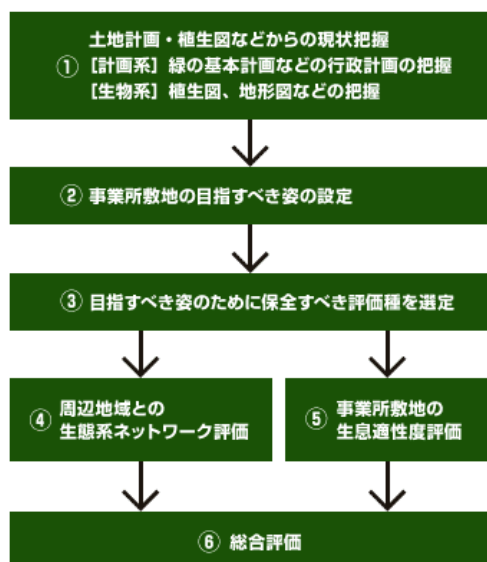 土地計画・植生図などからの現状把握
① [計画系] 緑の基本計画などの行政計画の把握
[生物系] 植生図、地形図などの把握
② 事業所敷地の目指すべき姿の設定
③ 目指すべき姿のために保全すべき評価種を選定
④ 周辺地域との
生態系ネットワーク評価
⑤ 事業所敷地の
生息適性度評価
⑥ 総合評価